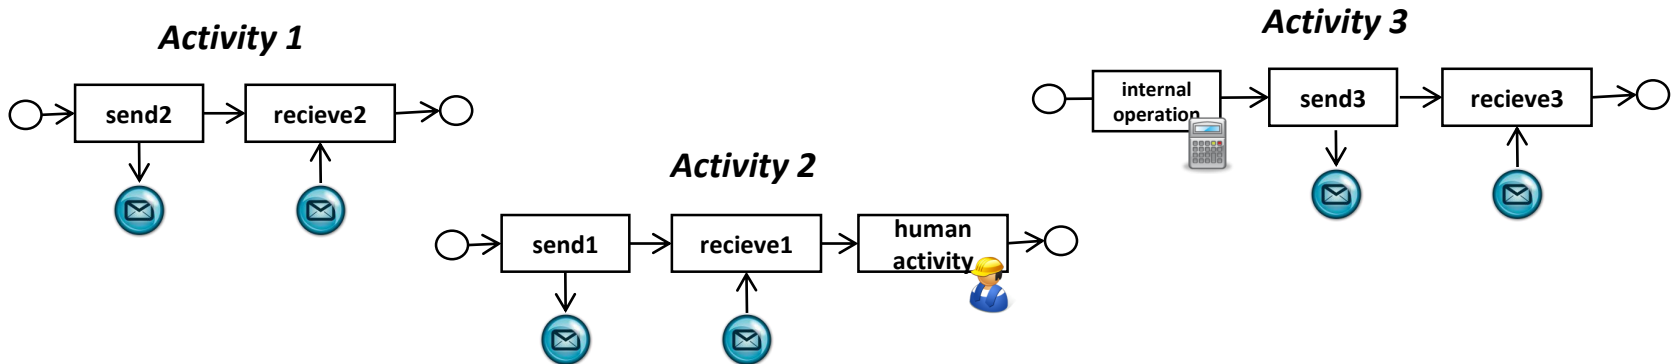 Activity 1
send2
recieve2
Activity 2
send1
recieve1
human
activity
Activity 3
internal
operation
send3
recieve3